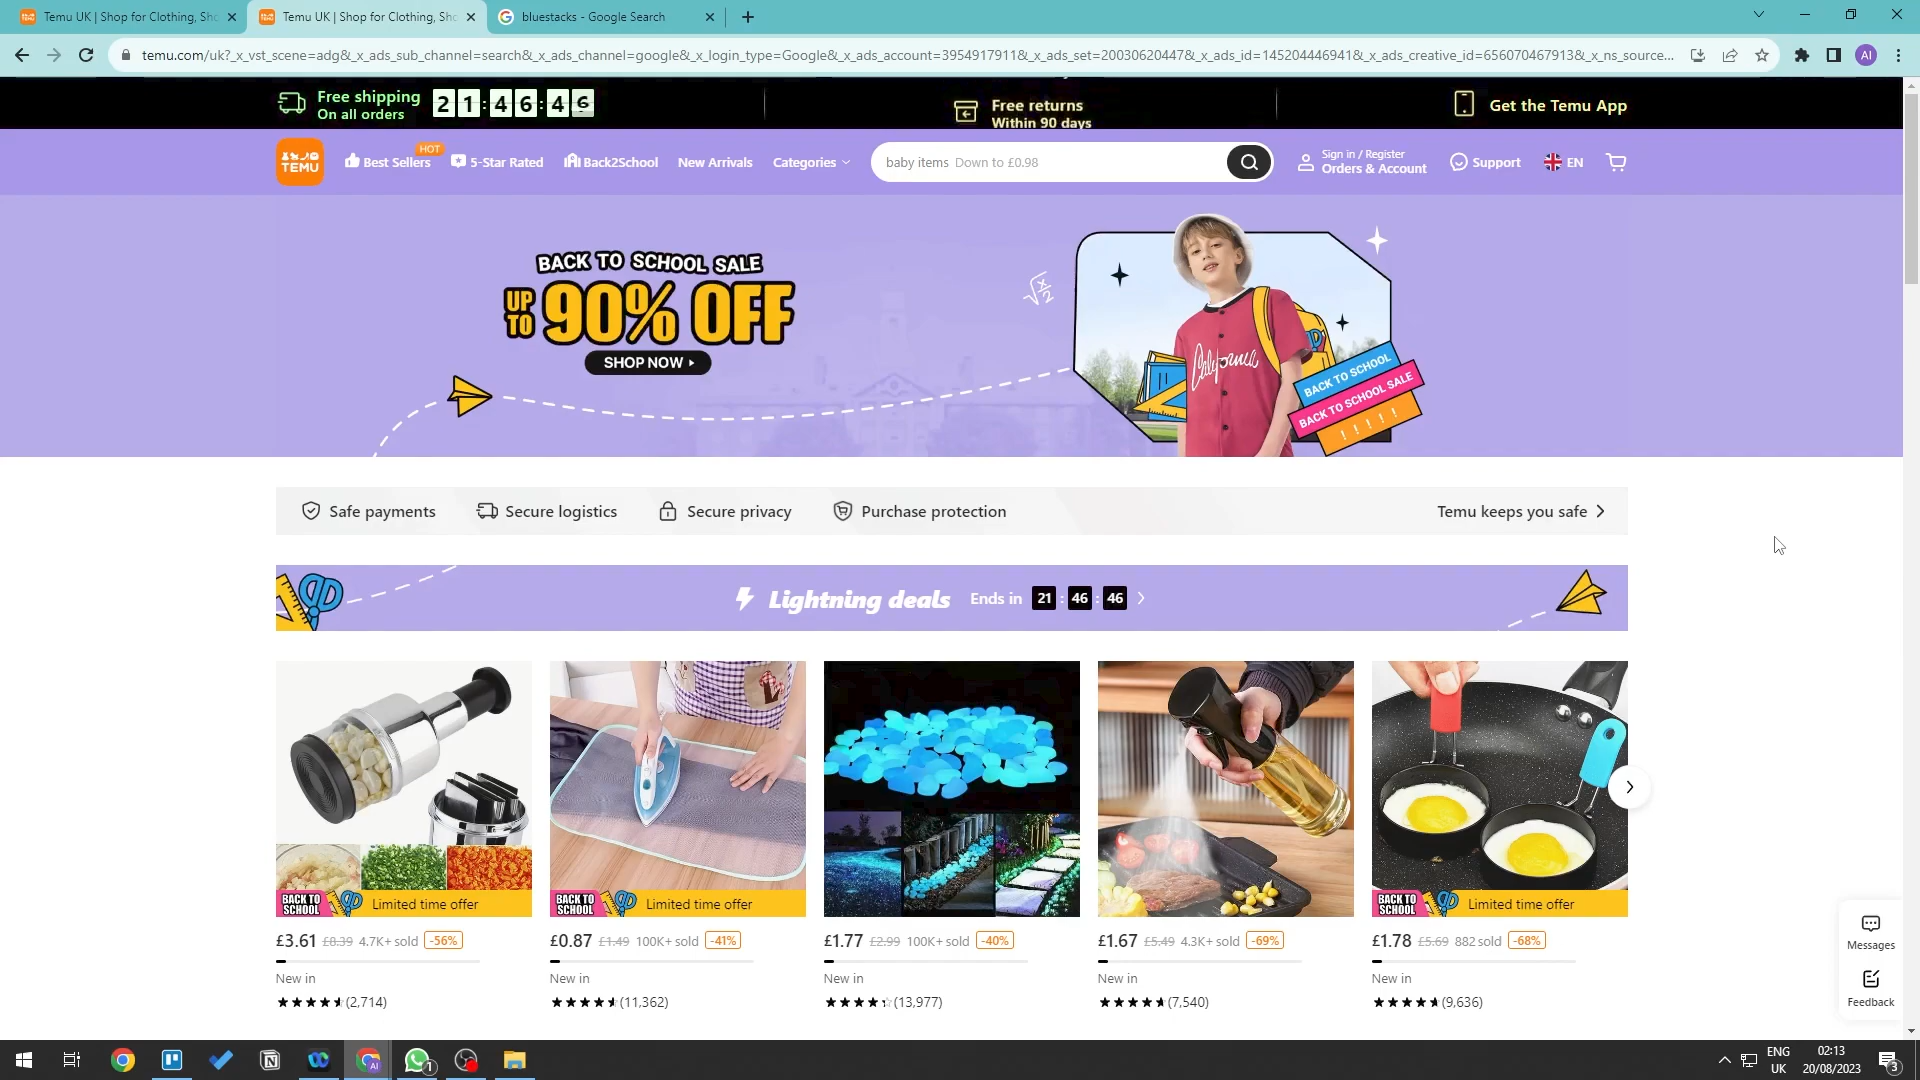 Temu UK | Shop for Clothing, Sho
Temu UK | Shop for Clothing, Sho
bluestacks - Google Search
temu.com/uk?_x_vst_scene=adg&_x_ads_sub_channel=search&_x_ads_channel=google&_x_login_type=Google&_x_ads_account=3954917911&_x_ads_set=20030620447&_x_ads_id=145204446941&_x_ads_creative_id=656070467913&_x_ns_source...
AI
Free shipping
On all orders
21:46:46
Free returns
Within 90 days
Get the Temu App
TEMU
Best Sellers
HOT
5-Star Rated
Back2School
New Arrivals
Categories
baby items Down to £0.98
Sign in / Register
Orders & Account
Support
EN
BACK TO SCHOOL SALE
UP TO 90% OFF
SHOP NOW
California
BACK TO SCHOOL
BACK TO SCHOOL SALE
! ! ! ! !
Safe payments
Secure logistics
Secure privacy
Purchase protection
Temu keeps you safe
Lightning deals Ends in 21 : 46 : 46
BACK TO SCHOOL Limited time offer
BACK TO SCHOOL Limited time offer
BACK TO SCHOOL Limited time offer
£3.61 £8.39 4.7K+ sold -56%
New in
(2,714)
£0.87 £1.49 100K+ sold -41%
New in
(11,362)
£1.77 £2.99 100K+ sold -40%
New in
(13,977)
£1.67 £5.49 4.3K+ sold -69%
New in
(7,540)
£1.78 £5.69 882 sold -68%
New in
(9,636)
Messages
Feedback
AI
1
ENG
UK
02:13
20/08/2023
3